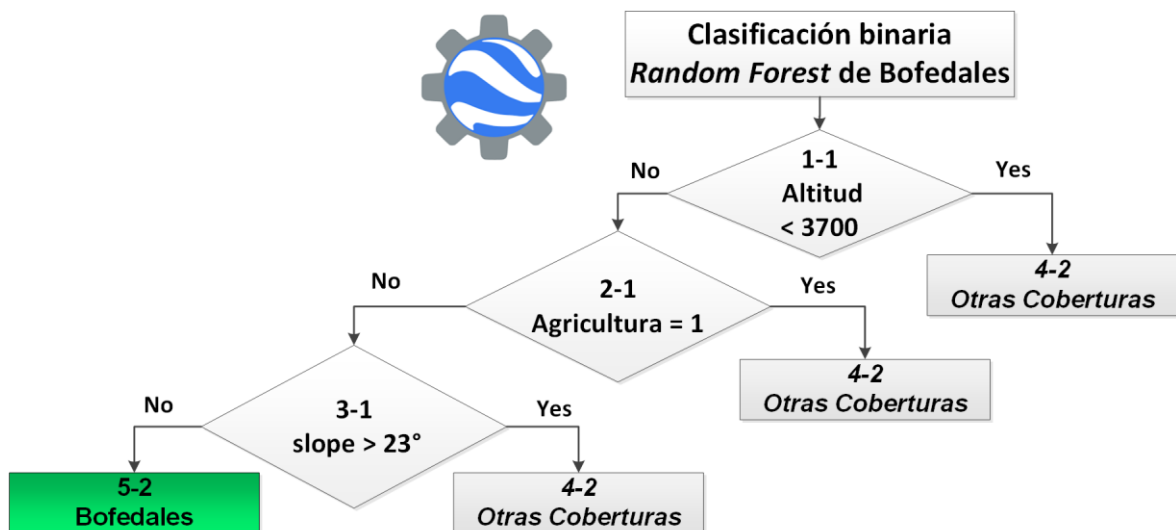 Clasificación binaria
Random Forest de Bofedales
1-1
Altitud
< 3700
No
Yes
4-2
Otras Coberturas
2-1
Agricultura = 1
No
Yes
4-2
Otras Coberturas
3-1
slope > 23°
No
Yes
5-2
Bofedales
4-2
Otras Coberturas